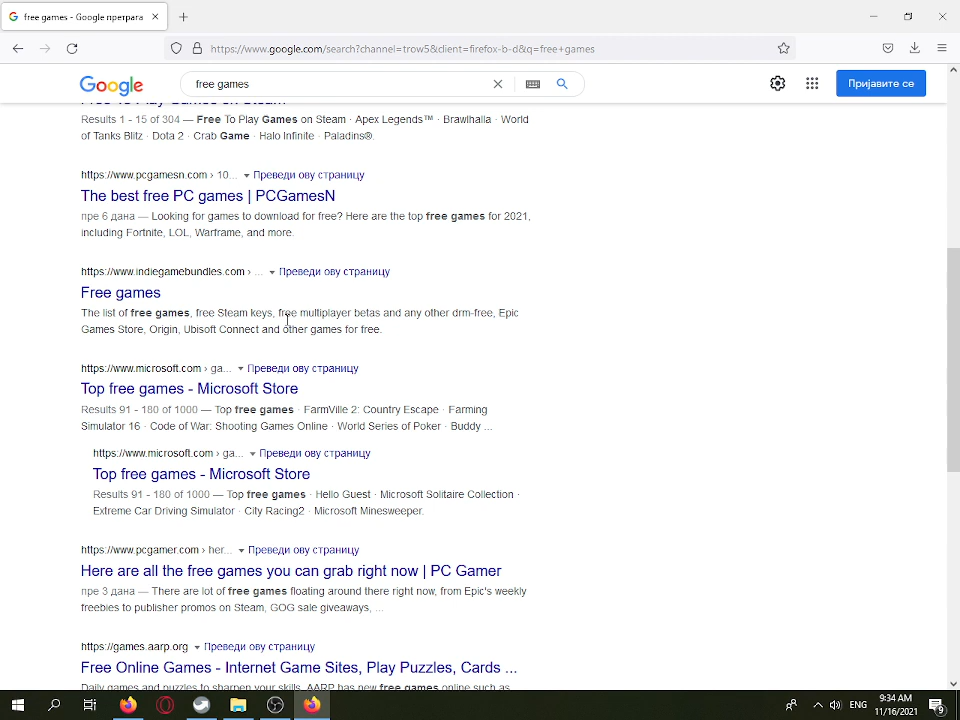 free games - Google претрага
https://www.google.com/search?channel=trow5&client=firefox-b-d&q=free+games
Google
free games
Пријавите се
Free To Play Games on Steam
Results 1 - 15 of 304 — Free To Play Games on Steam · Apex Legends™ · Brawlhalla · World
of Tanks Blitz · Dota 2 · Crab Game · Halo Infinite · Paladins®.
https://www.pcgamesn.com › 10... Преведи ову страницу
The best free PC games | PCGamesN
пре 6 дана — Looking for games to download for free? Here are the top free games for 2021,
including Fortnite, LOL, Warframe, and more.
https://www.indiegamebundles.com › ... Преведи ову страницу
Free games
The list of free games, free Steam keys, free multiplayer betas and any other drm-free, Epic
Games Store, Origin, Ubisoft Connect and other games for free.
https://www.microsoft.com › ga... Преведи ову страницу
Top free games - Microsoft Store
Results 91 - 180 of 1000 — Top free games · FarmVille 2: Country Escape · Farming
Simulator 16 · Code of War: Shooting Games Online · World Series of Poker · Buddy ...
https://www.microsoft.com › ga... Преведи ову страницу
Top free games - Microsoft Store
Results 91 - 180 of 1000 — Top free games · Hello Guest · Microsoft Solitaire Collection ·
Extreme Car Driving Simulator · City Racing2 · Microsoft Minesweeper.
https://www.pcgamer.com › her... Преведи ову страницу
Here are all the free games you can grab right now | PC Gamer
пре 3 дана — There are lot of free games floating around there right now, from Epic's weekly
freebies to publisher promos on Steam, GOG sale giveaways, ...
https://games.aarp.org Преведи ову страницу
Free Online Games - Internet Game Sites, Play Puzzles, Cards ...
Daily games and puzzles to sharpen your skills. AARP has new free games online such as
ENG
9:34 AM
11/16/2021
9